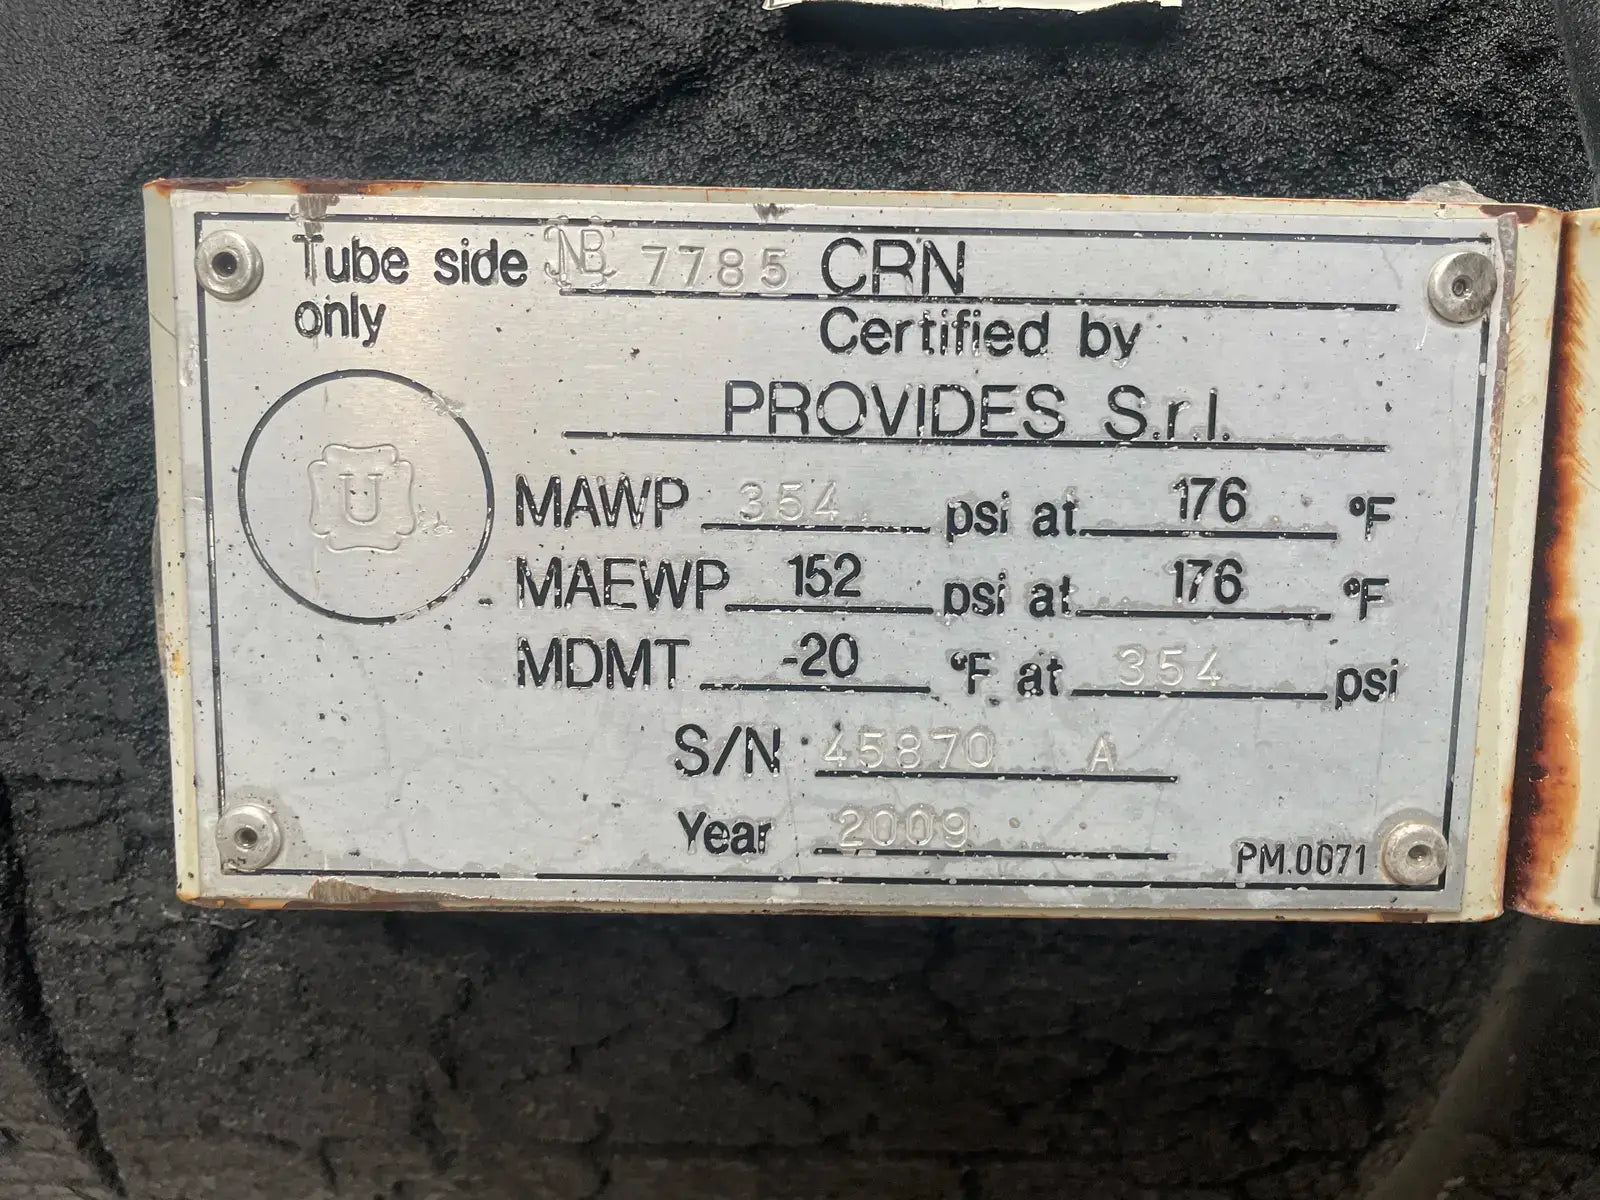 Tube side NB 7785 CRN
only
Certified by
PROVIDES S.r.l.
U
MAWP 354 psi at 176 °F
MAEWP 152 psi at 176 °F
MDMT -20 °F at 354 psi
S/N 45870 A
Year 2009
PM.0071